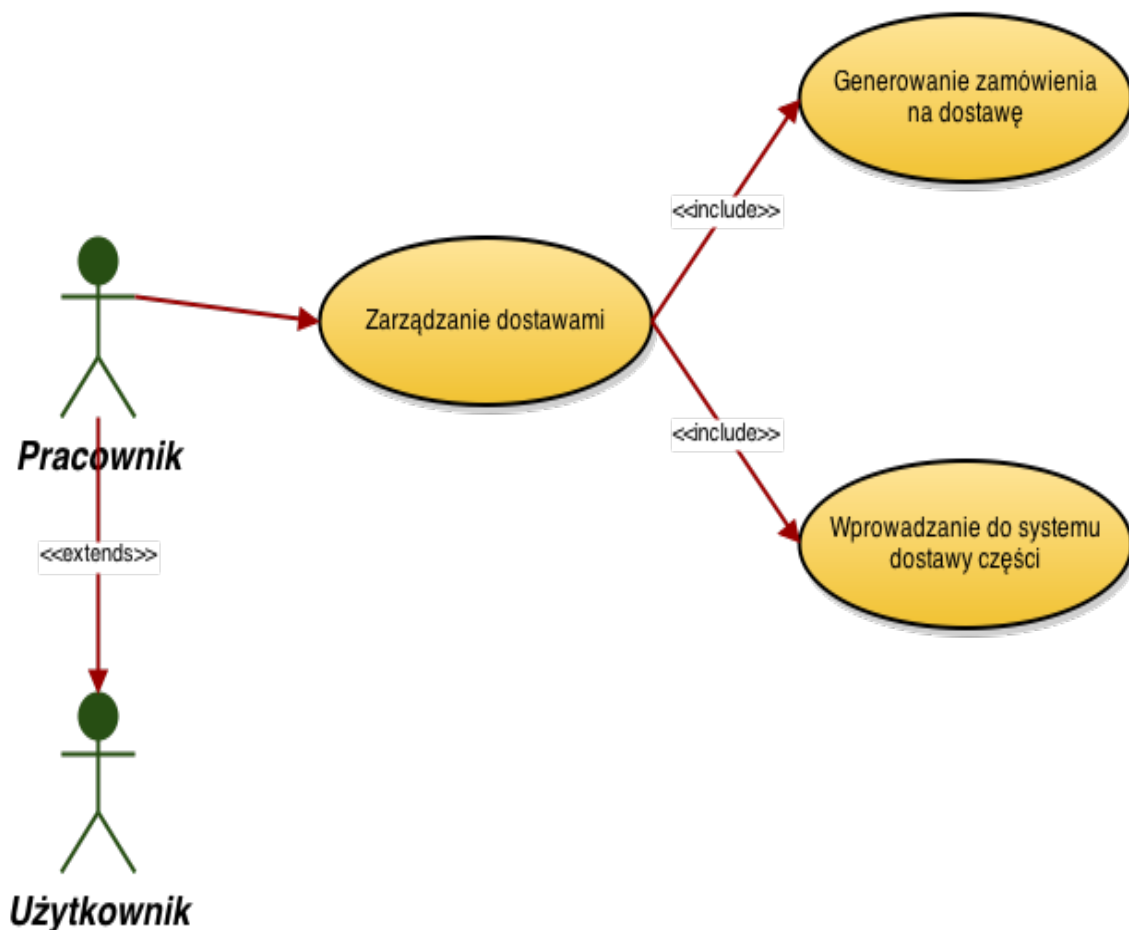 Generowanie zamówienia
na dostawę
<<include>>
Zarządzanie dostawami
Pracownik
<<include>>
Wprowadzanie do systemu
dostawy części
<<extends>>
Użytkownik